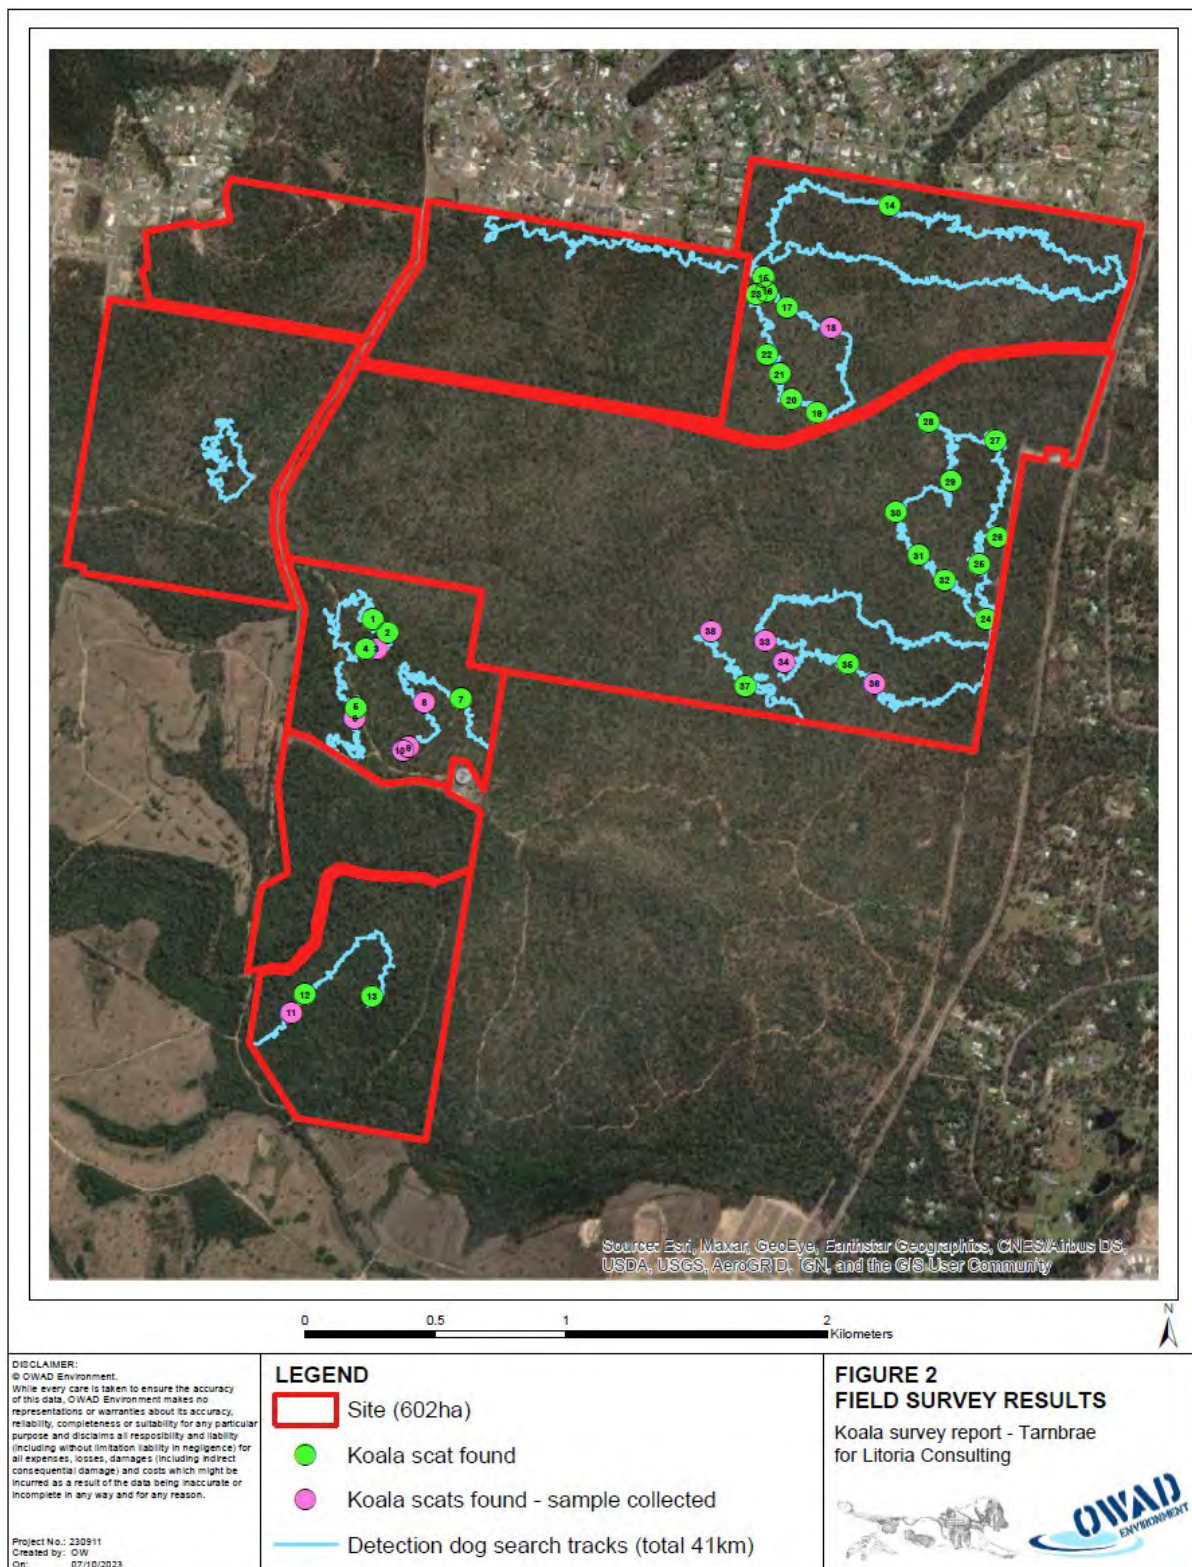 14
15
16
23
17
18
22
21
20
19
28
27
29
30
26
31
25
32
24
1
2
3
4
38
33
34
35
36
37
5
6
7
8
9
10
12
13
11
Source: Esri, Maxar, GeoEye, Earthstar Geographics, CNES/Airbus DS,
USDA, USGS, AeroGRID, IGN, and the GIS User Community
0 0.5 1 2
Kilometers
N
DISCLAIMER:
© OWAD Environment.
While every care is taken to ensure the accuracy
of this data, OWAD Environment makes no
representations or warranties about its accuracy,
reliability, completeness or suitability for any particular
purpose and disclaims all resposibility and liability
(including without limitation liability in negligence) for
all expenses, losses, damages (including indirect
consequential damage) and costs which might be
incurred as a result of the data being inaccurate or
incomplete in any way and for any reason.
Project No.: 230911
Created by: OW
On: 07/10/2023
LEGEND
Site (602ha)
Koala scat found
Koala scats found - sample collected
Detection dog search tracks (total 41km)
FIGURE 2
FIELD SURVEY RESULTS
Koala survey report - Tarnbrae
for Litoria Consulting
OWAD
ENVIRONMENT